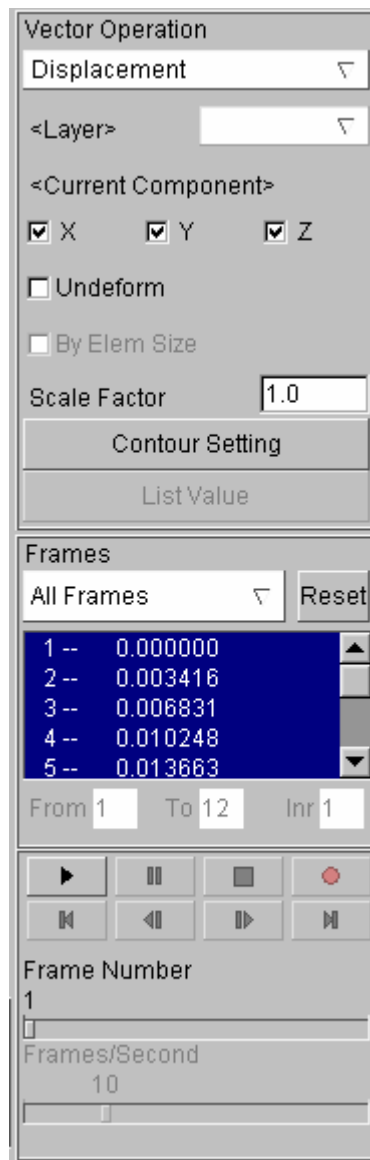 Vector Operation
Displacement
<Layer>
<Current Component>
X Y Z
Undeform
By Elem Size
Scale Factor 1.0
Contour Setting
List Value
Frames
All Frames Reset
1 -- 0.000000
2 -- 0.003416
3 -- 0.006831
4 -- 0.010248
5 -- 0.013663
From 1 To 12 Inr 1
Frame Number
1
Frames/Second
10